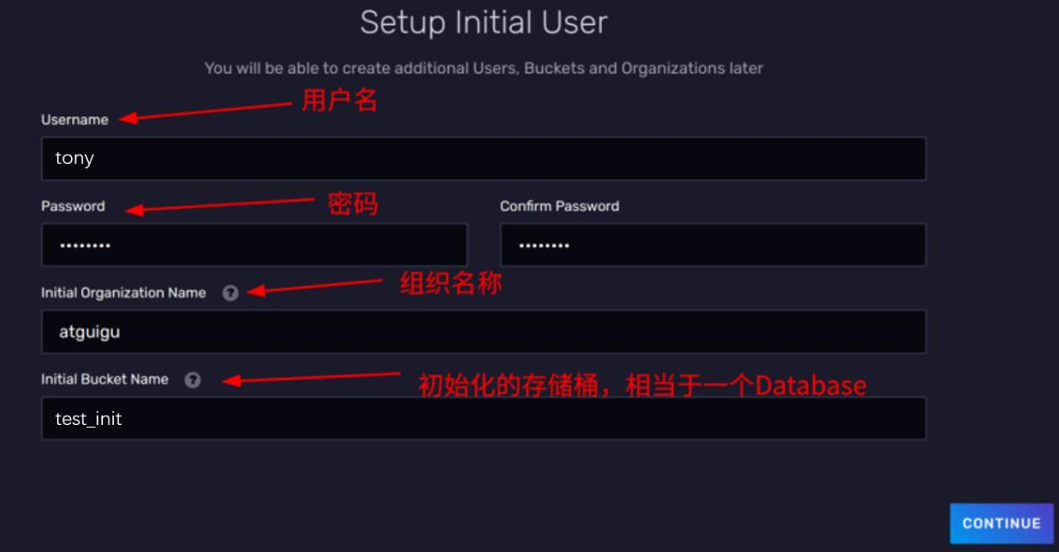 Setup Initial User
You will be able to create additional Users, Buckets and Organizations later
用户名
Username
tony
密码
Password
Confirm Password
••••••••
••••••••
组织名称
Initial Organization Name ?
atguigu
Initial Bucket Name ?
初始化的存储桶，相当于一个Database
test_init
CONTINUE